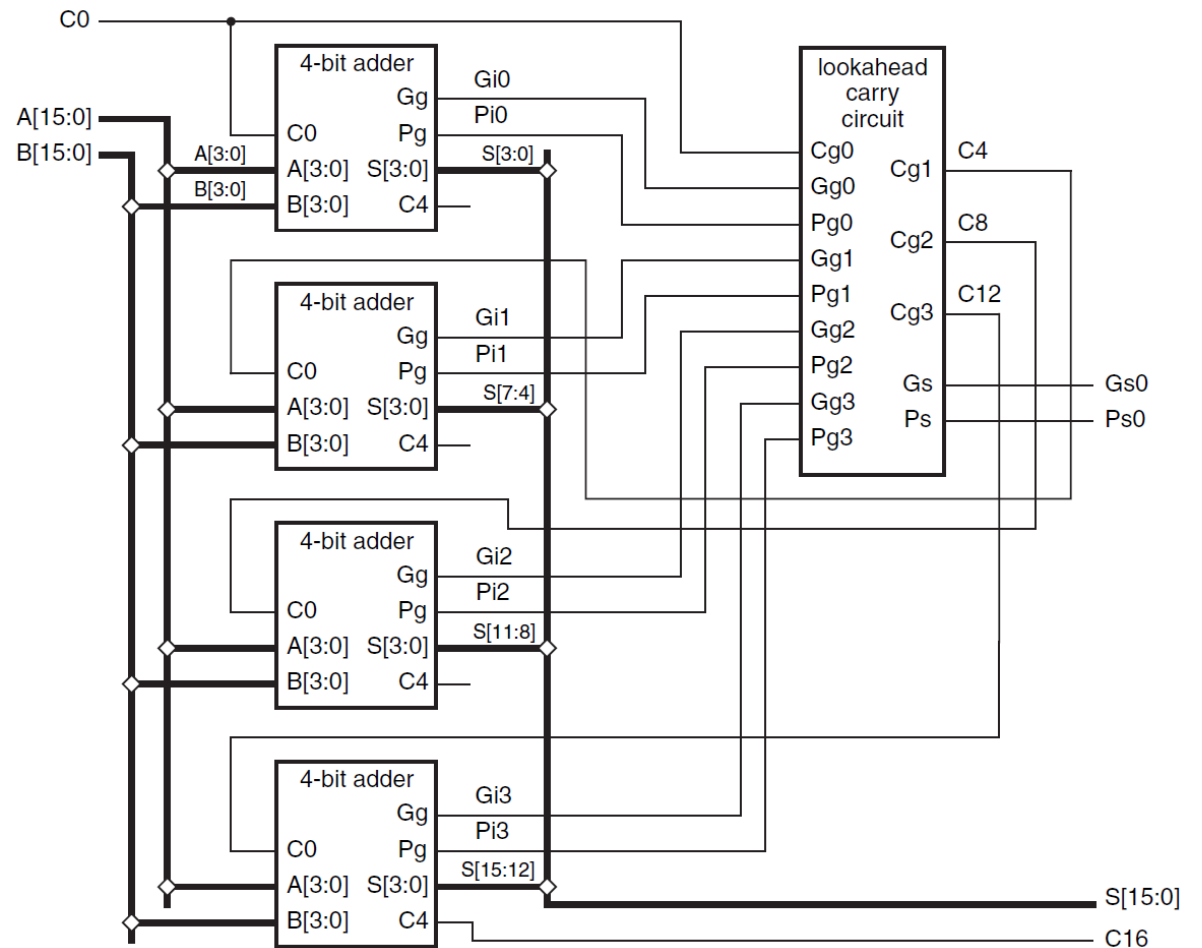 C0
4-bit adder
Gg
C0 Pg
A[3:0] S[3:0]
B[3:0] C4
A[15:0]
B[15:0]
A[3:0]
B[3:0]
Gi0
Pi0
S[3:0]
lookahead
carry
circuit
Cg0
Gg0
Pg0
Gg1
Pg1
Gg2
Pg2
Gg3
Pg3
Cg1
Cg2
Cg3
Gs
Ps
C4
C8
C12
Gs0
Ps0
4-bit adder
Gg
C0 Pg
A[3:0] S[3:0]
B[3:0] C4
Gi1
Pi1
S[7:4]
4-bit adder
Gg
C0 Pg
A[3:0] S[3:0]
B[3:0] C4
Gi2
Pi2
S[11:8]
4-bit adder
Gg
C0 Pg
A[3:0] S[3:0]
B[3:0] C4
Gi3
Pi3
S[15:12]
S[15:0]
C16